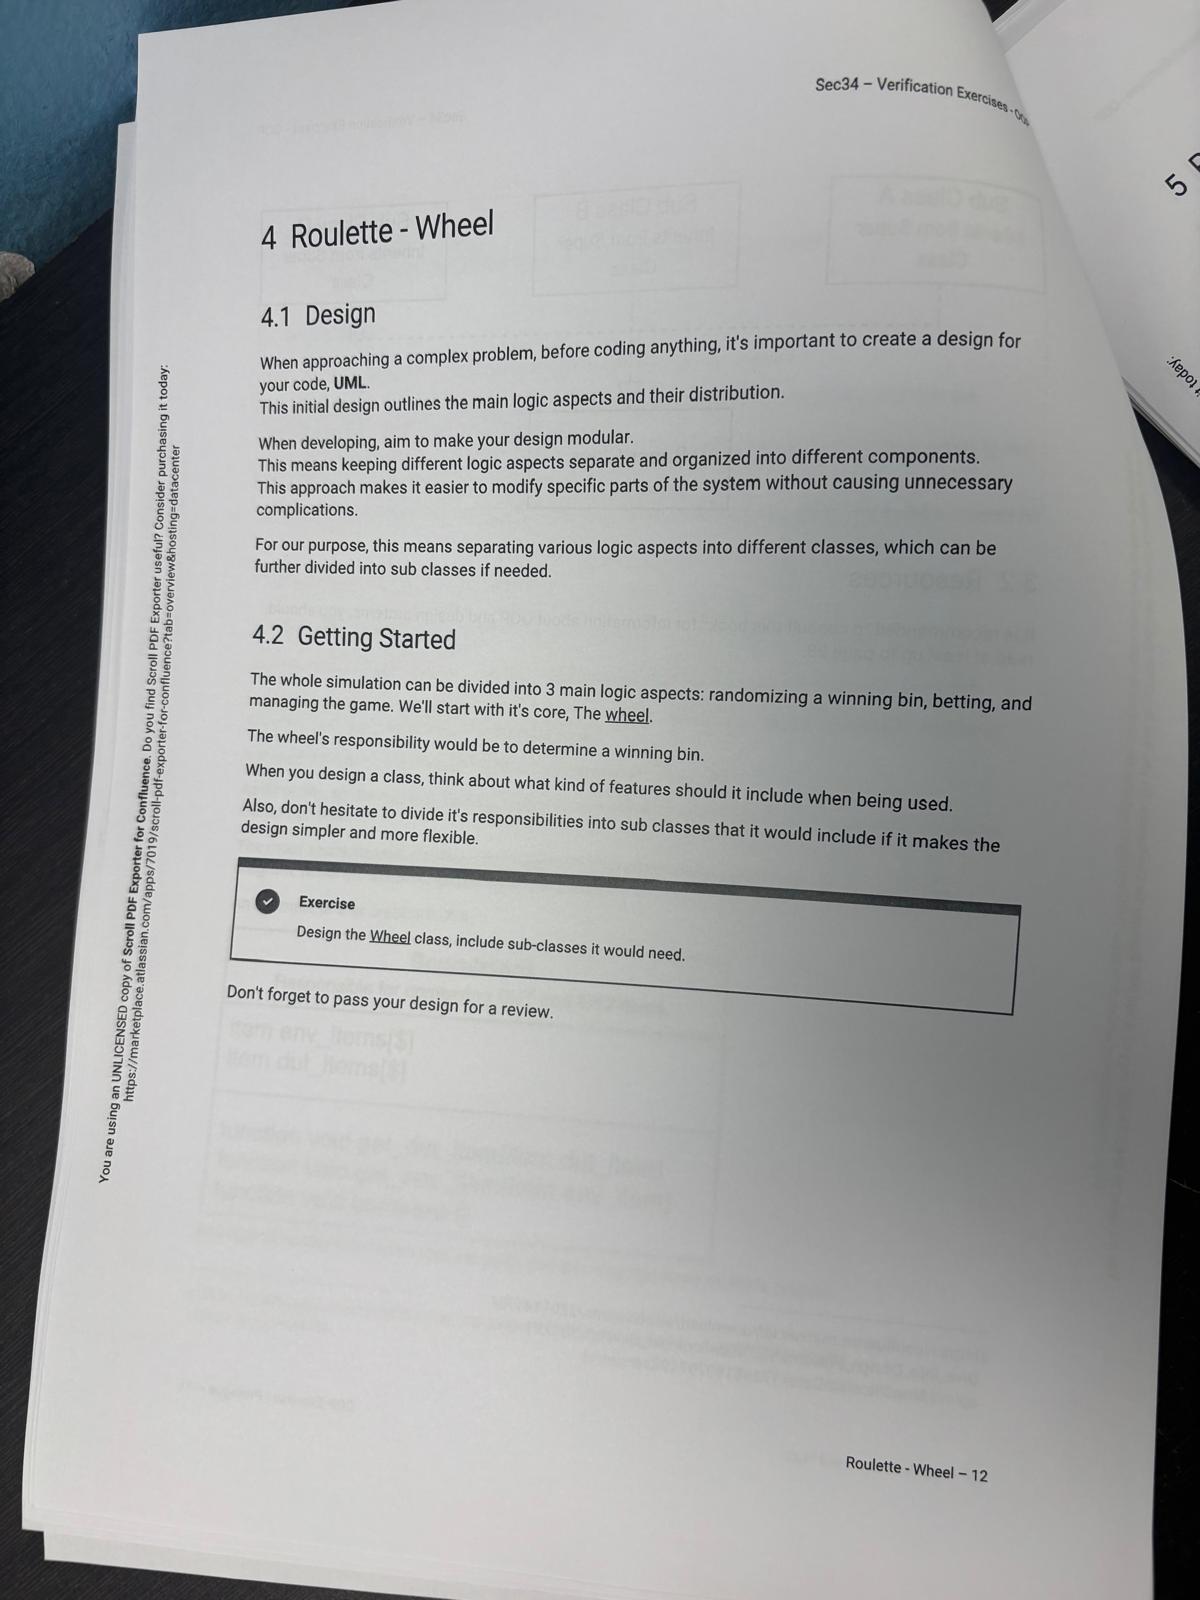 Sec34 – Verification Exercises - OOP
4 Roulette - Wheel
4.1 Design
When approaching a complex problem, before coding anything, it's important to create a design for
your code, UML.
This initial design outlines the main logic aspects and their distribution.
When developing, aim to make your design modular.
This means keeping different logic aspects separate and organized into different components.
This approach makes it easier to modify specific parts of the system without causing unnecessary
complications.
For our purpose, this means separating various logic aspects into different classes, which can be
further divided into sub classes if needed.
4.2 Getting Started
The whole simulation can be divided into 3 main logic aspects: randomizing a winning bin, betting, and
managing the game. We'll start with it's core, The wheel.
The wheel's responsibility would be to determine a winning bin.
When you design a class, think about what kind of features should it include when being used.
Also, don't hesitate to divide it's responsibilities into sub classes that it would include if it makes the
design simpler and more flexible.
Exercise
Design the Wheel class, include sub-classes it would need.
Don't forget to pass your design for a review.
Roulette - Wheel – 12
You are using an UNLICENSED copy of Scroll PDF Exporter for Confluence. Do you find Scroll PDF Exporter useful? Consider purchasing it today:
https://marketplace.atlassian.com/apps/7019/scroll-pdf-exporter-for-confluence?tab=overview&hosting=datacenter
5
today: